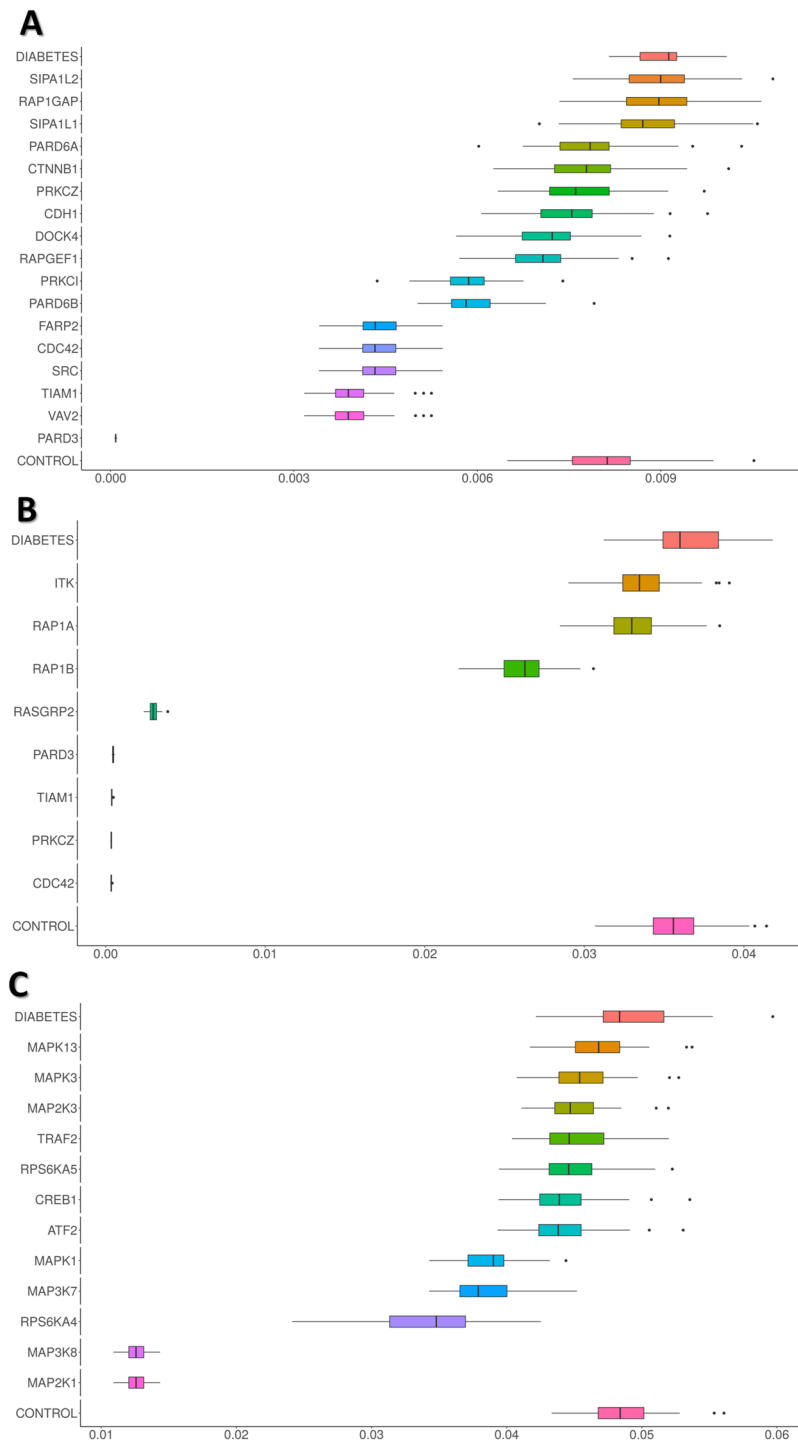 A
DIABETES
SIPA1L2
RAP1GAP
SIPA1L1
PARD6A
CTNNB1
PRKCZ
CDH1
DOCK4
RAPGEF1
PRKCI
PARD6B
FARP2
CDC42
SRC
TIAM1
VAV2
PARD3
CONTROL
0.000 0.003 0.006 0.009
B
DIABETES
ITK
RAP1A
RAP1B
RASGRP2
PARD3
TIAM1
PRKCZ
CDC42
CONTROL
0.00 0.01 0.02 0.03 0.04
C
DIABETES
MAPK13
MAPK3
MAP2K3
TRAF2
RPS6KA5
CREB1
ATF2
MAPK1
MAP3K7
RPS6KA4
MAP3K8
MAP2K1
CONTROL
0.01 0.02 0.03 0.04 0.05 0.06